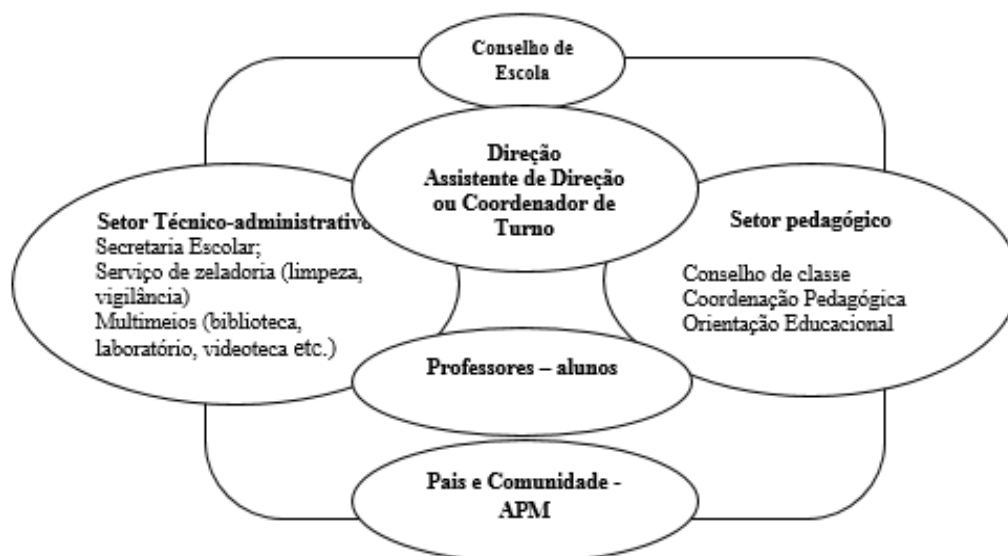 Conselho de
Escola
Direção
Assistente de Direção
ou Coordenador de
Turno
Setor Técnico-administrativo
Secretaria Escolar;
Serviço de zeladoria (limpeza,
vigilância)
Multimeios (biblioteca,
laboratório, videoteca etc.)
Setor pedagógico
Conselho de classe
Coordenação Pedagógica
Orientação Educacional
Professores – alunos
Pais e Comunidade -
APM